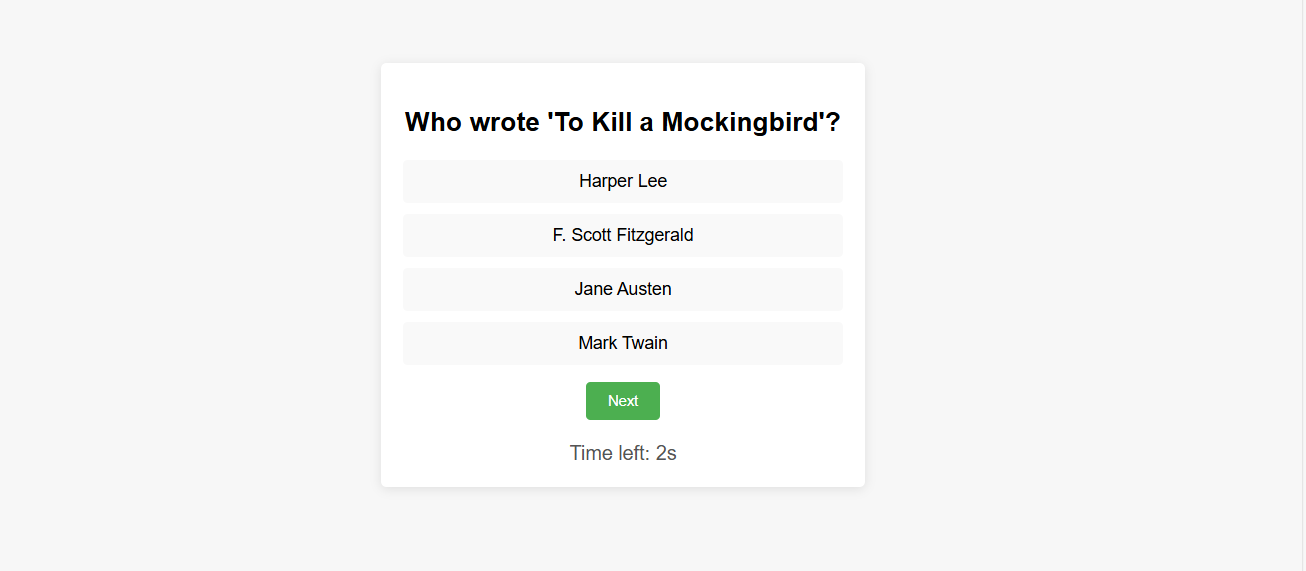 Who wrote 'To Kill a Mockingbird'?
Harper Lee
F. Scott Fitzgerald
Jane Austen
Mark Twain
Next
Time left: 2s